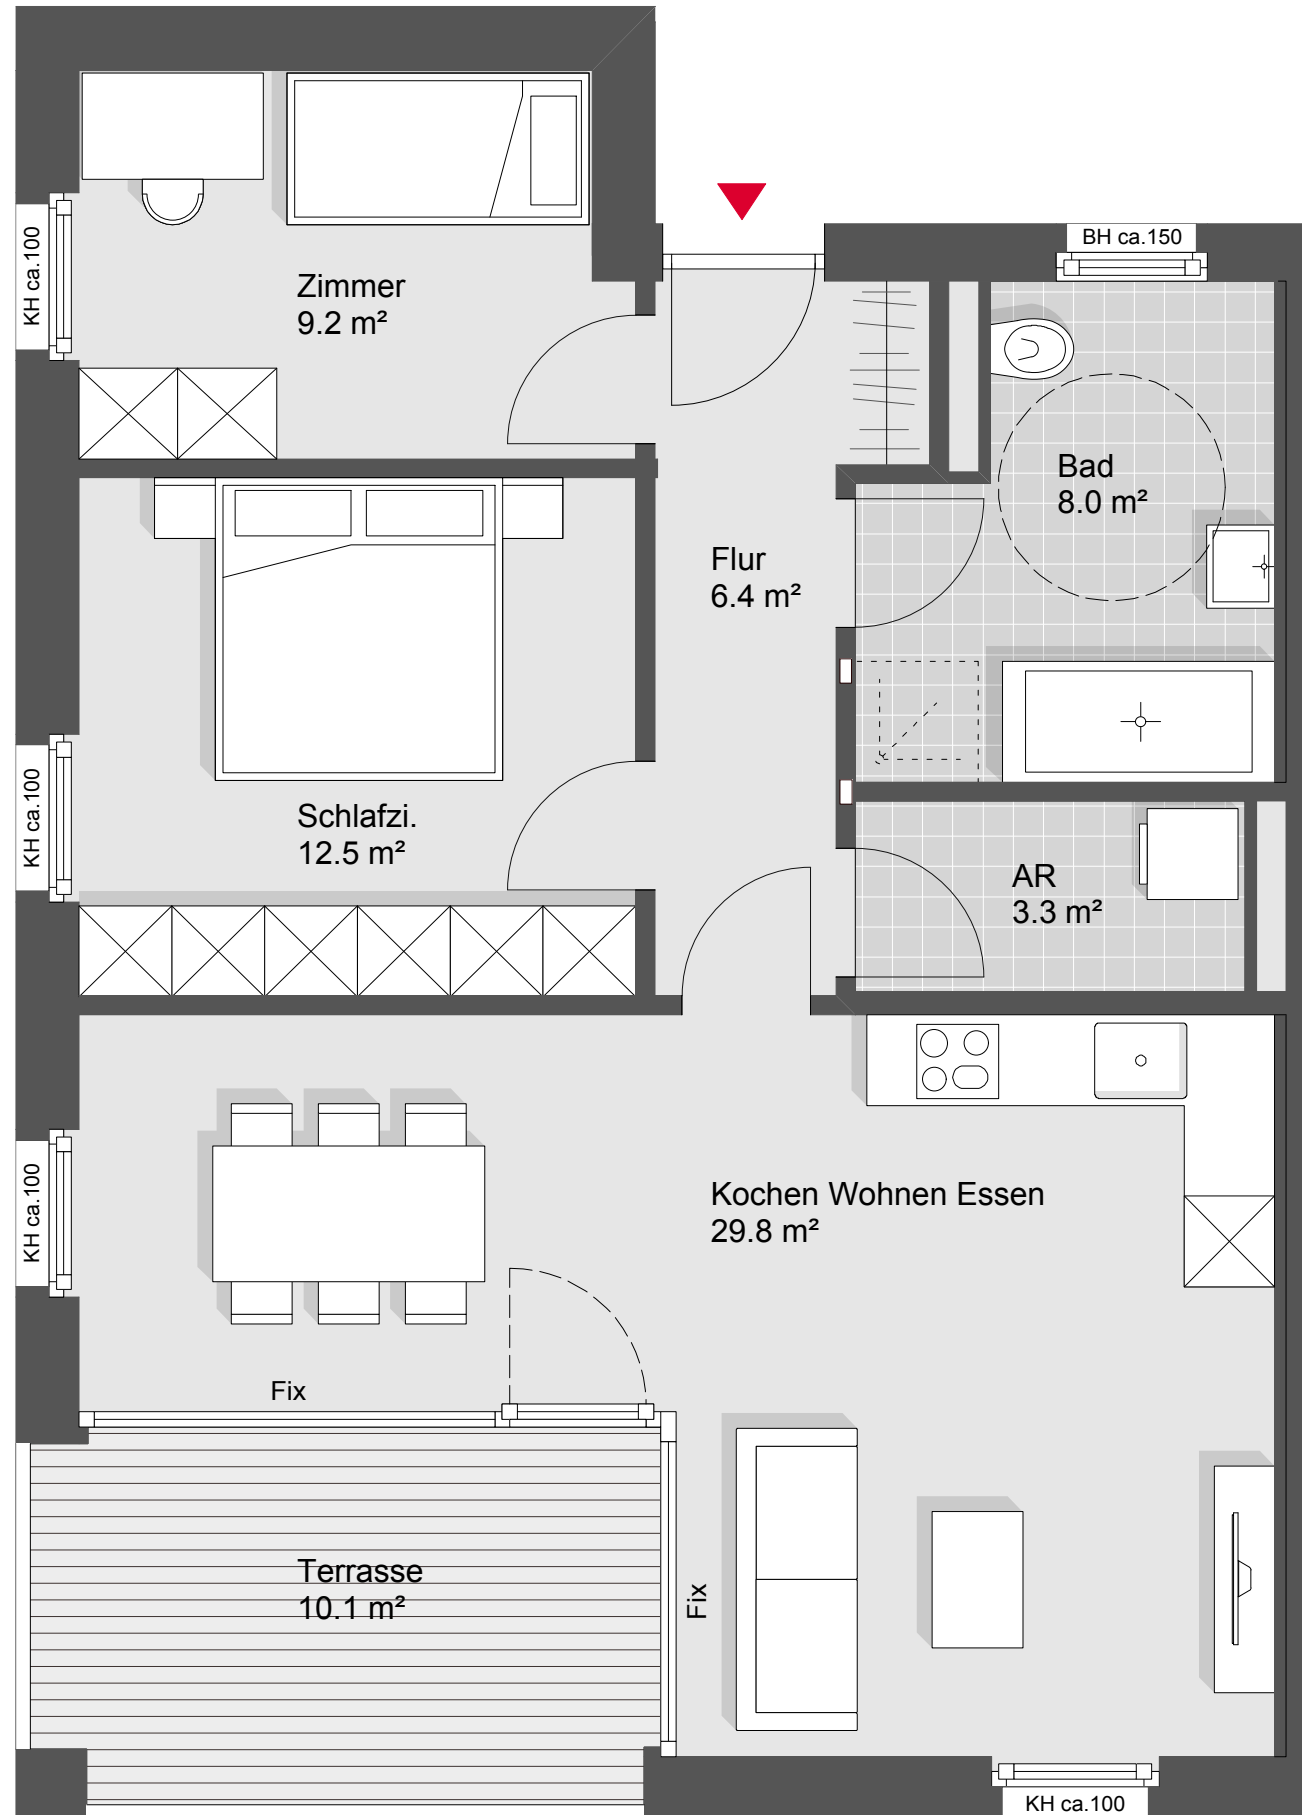 BH ca.150
KH ca.100
Zimmer
9.2 m²
Bad
8.0 m²
Flur
6.4 m²
KH ca.100
Schlafzi.
12.5 m²
AR
3.3 m²
KH ca.100
Kochen Wohnen Essen
29.8 m²
Fix
Terrasse
10.1 m²
Fix
KH ca.100